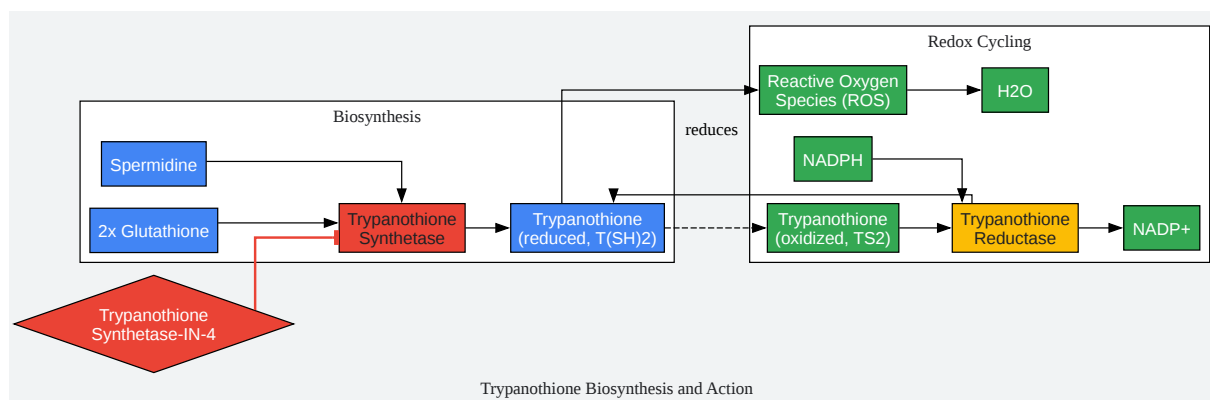 Redox Cycling
Reactive Oxygen
Species (ROS)
H2O
Biosynthesis
reduces
Spermidine
NADPH
2x Glutathione
Trypanothione
Synthetase
Trypanothione
(reduced, T(SH)2)
Trypanothione
(oxidized, TS2)
Trypanothione
Reductase
NADP+
Trypanothione
Synthetase-IN-4
Trypanothione Biosynthesis and Action